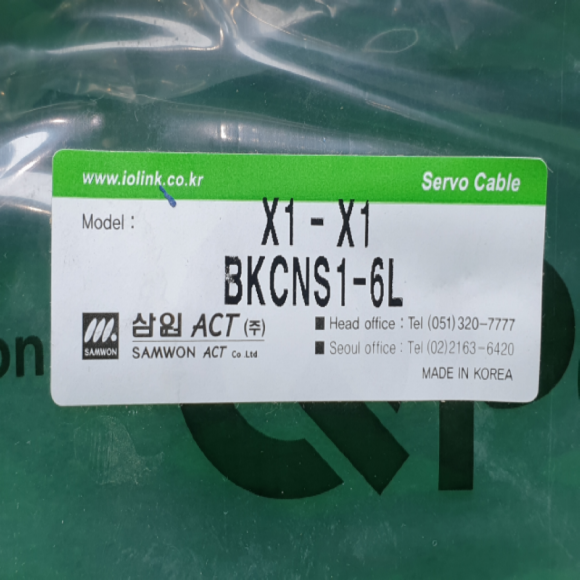 www.iolink.co.kr
Servo Cable
Model :
X1 - X1
BKCNS1-6L
삼원 ACT (주)
SAMWON
SAMWON ACT Co Ltd
Head office : Tel (051) 320-7777
Seoul office : Tel (02) 2163-6420
MADE IN KOREA
on